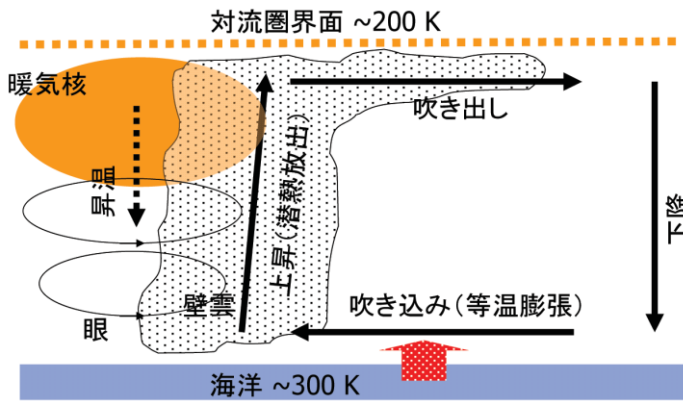 対流圏界面 ~200 K
暖気核
吹き出し
昇温
上昇(潜熱放出)
下降
壁雲
吹き込み(等温膨張)
眼
海洋 ~300 K